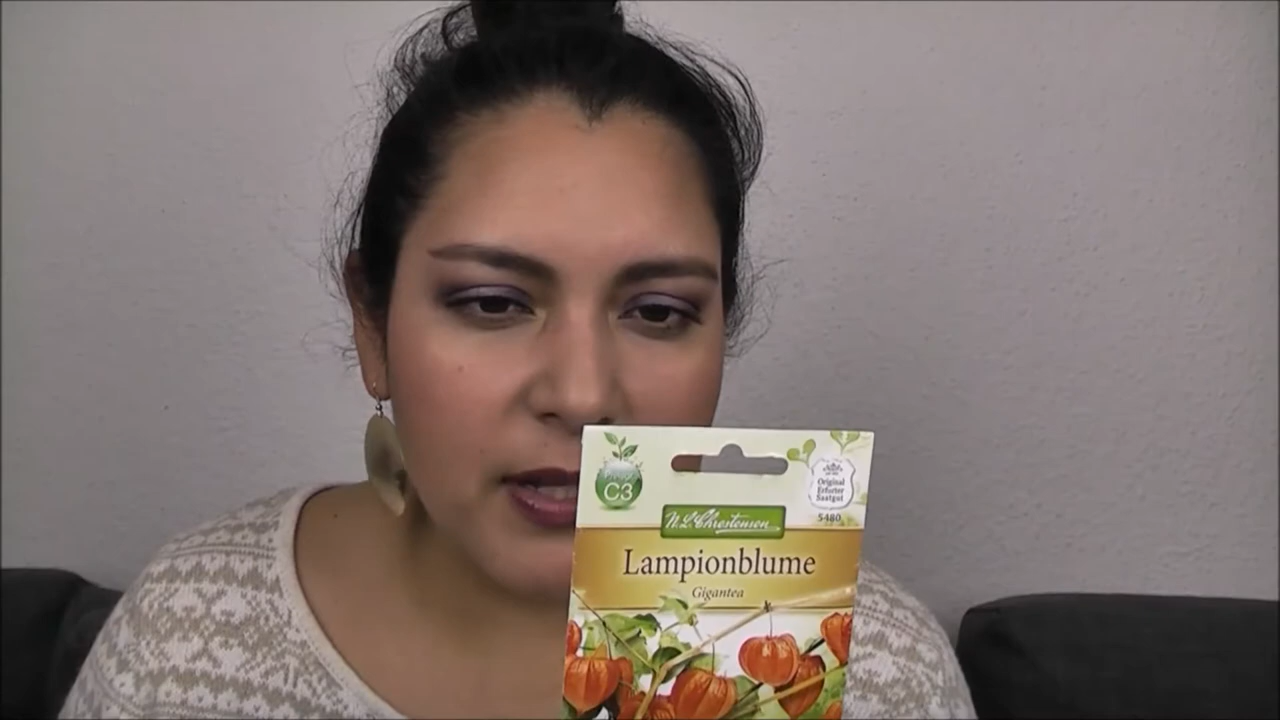 C3
Original
Erfurter
Saatgut
5480
N.L. Chrestensen
Lampionblume
Gigantea